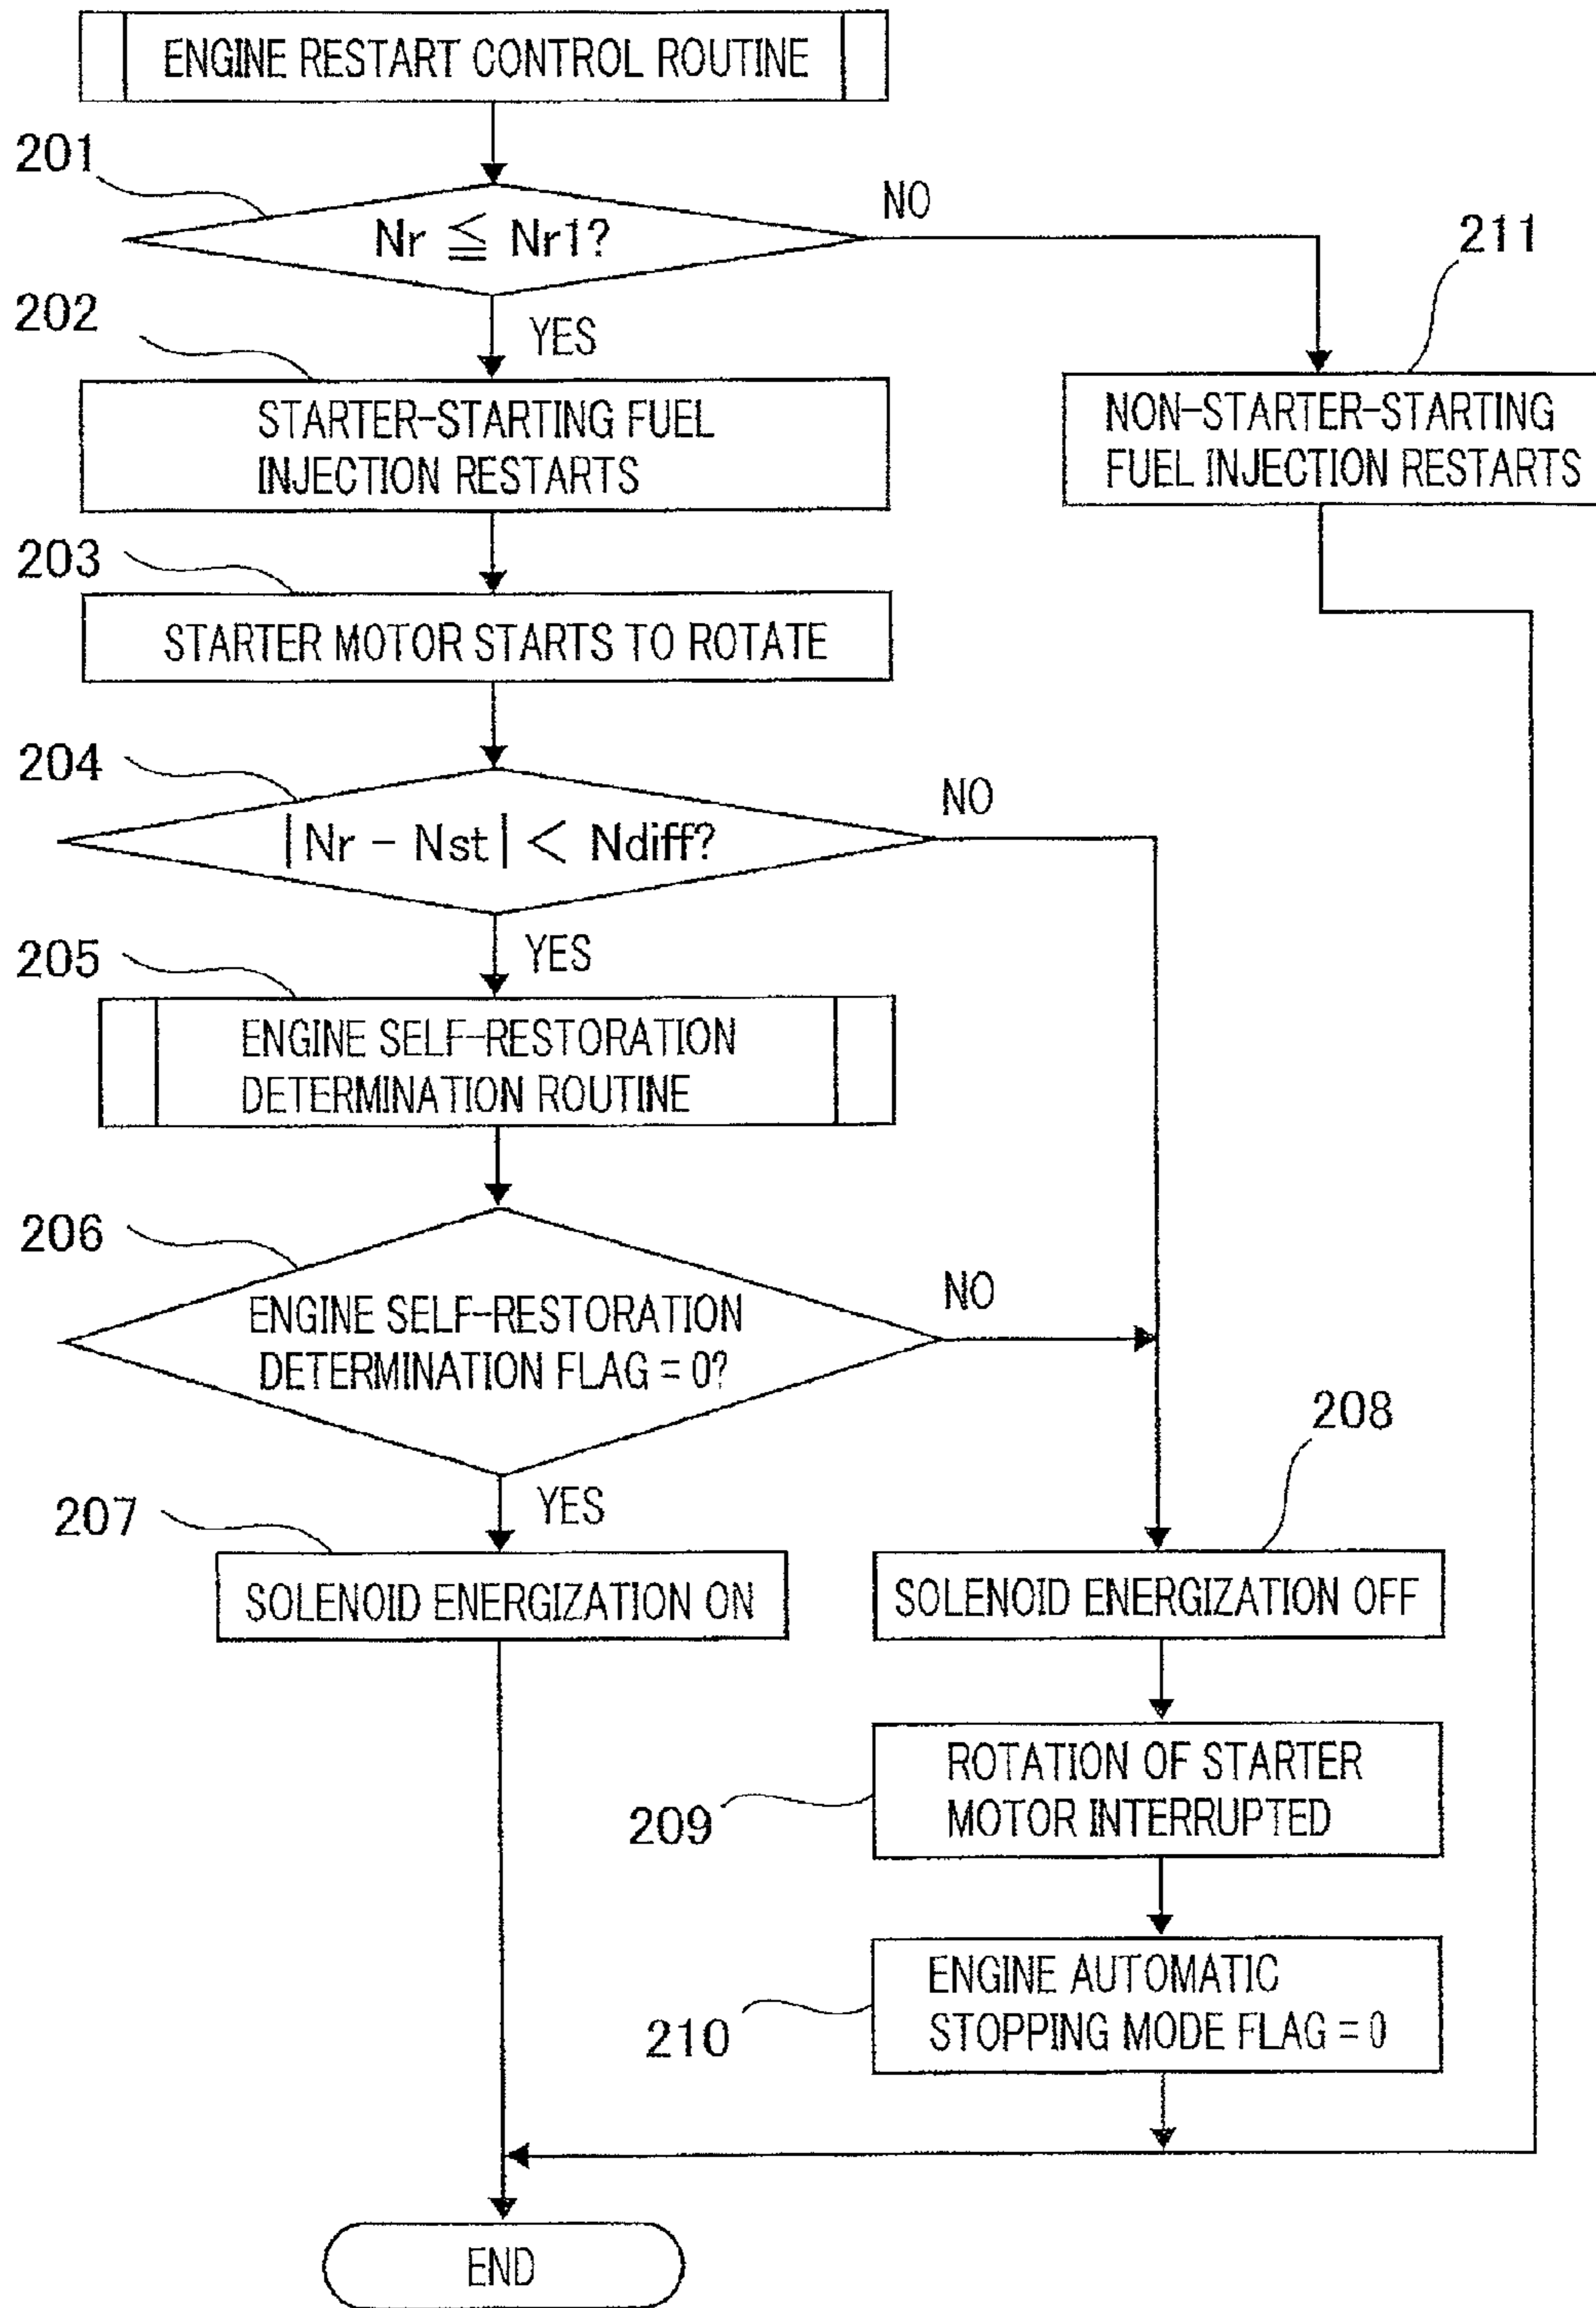 ENGINE RESTART CONTROL ROUTINE
201
Nr ≦ Nr1?
NO
YES
211
NON-STARTER-STARTING
FUEL INJECTION RESTARTS
202
STARTER-STARTING FUEL
INJECTION RESTARTS
203
STARTER MOTOR STARTS TO ROTATE
204
|Nr - Nst| < Ndiff?
NO
YES
205
ENGINE SELF-RESTORATION
DETERMINATION ROUTINE
206
ENGINE SELF-RESTORATION
DETERMINATION FLAG = 0?
NO
YES
207
SOLENOID ENERGIZATION ON
208
SOLENOID ENERGIZATION OFF
209
ROTATION OF STARTER
MOTOR INTERRUPTED
210
ENGINE AUTOMATIC
STOPPING MODE FLAG = 0
END